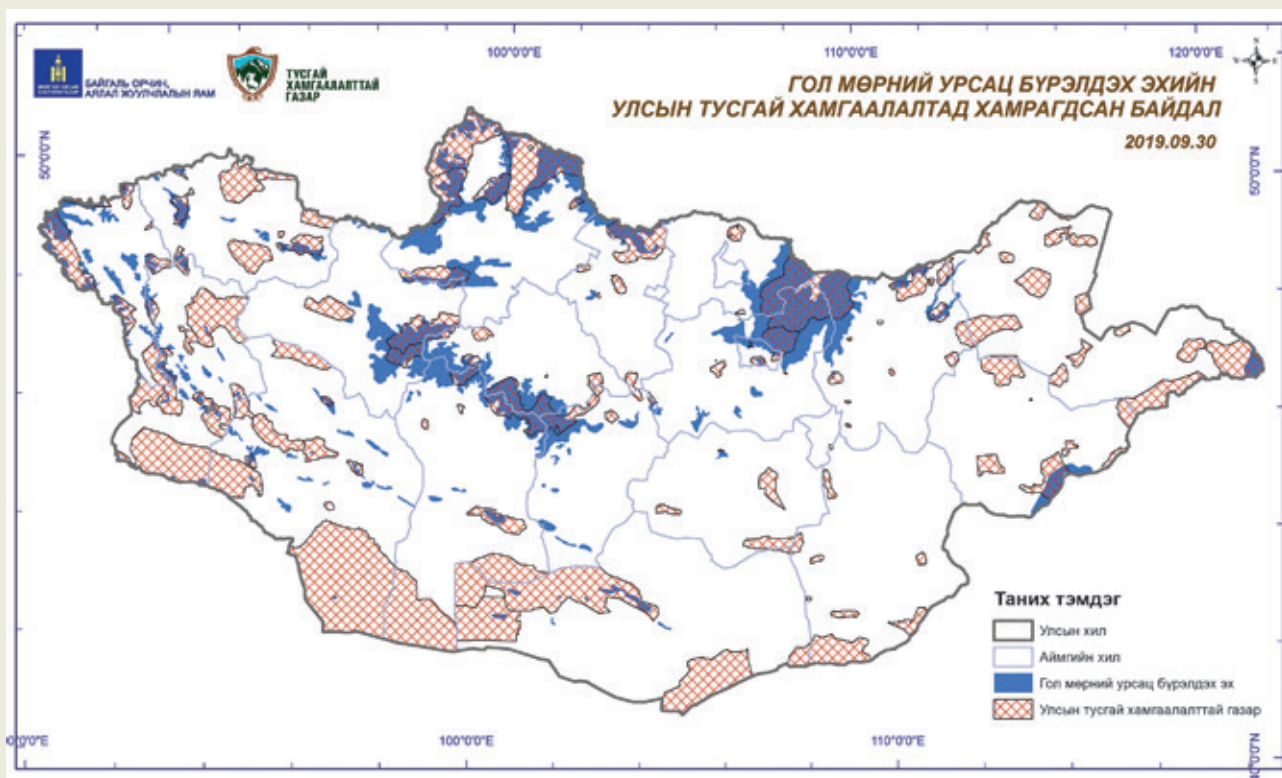 100°0'0"E
110°0'0"E
120°0'0"E
БАЙГАЛЬ ОРЧИН,
АЯЛАЛ ЖУУЛЧЛАЛЫН ЯАМ
ТУСГАЙ
ХАМГААЛАЛТТАЙ
ГАЗАР
ГОЛ МӨРНИЙ УРСАЦ БҮРЭЛДЭХ ЭХИЙН
УЛСЫН ТУСГАЙ ХАМГААЛАЛТАД ХАМРАГДСАН БАЙДАЛ
2019.09.30
50°0'0"N
50°0'0"N
Таних тэмдэг
Улсын хил
Аймгийн хил
Гол мөрний урсац бүрэлдэх эх
Улсын тусгай хамгаалалттай газар
100°0'0"E
110°0'0"E